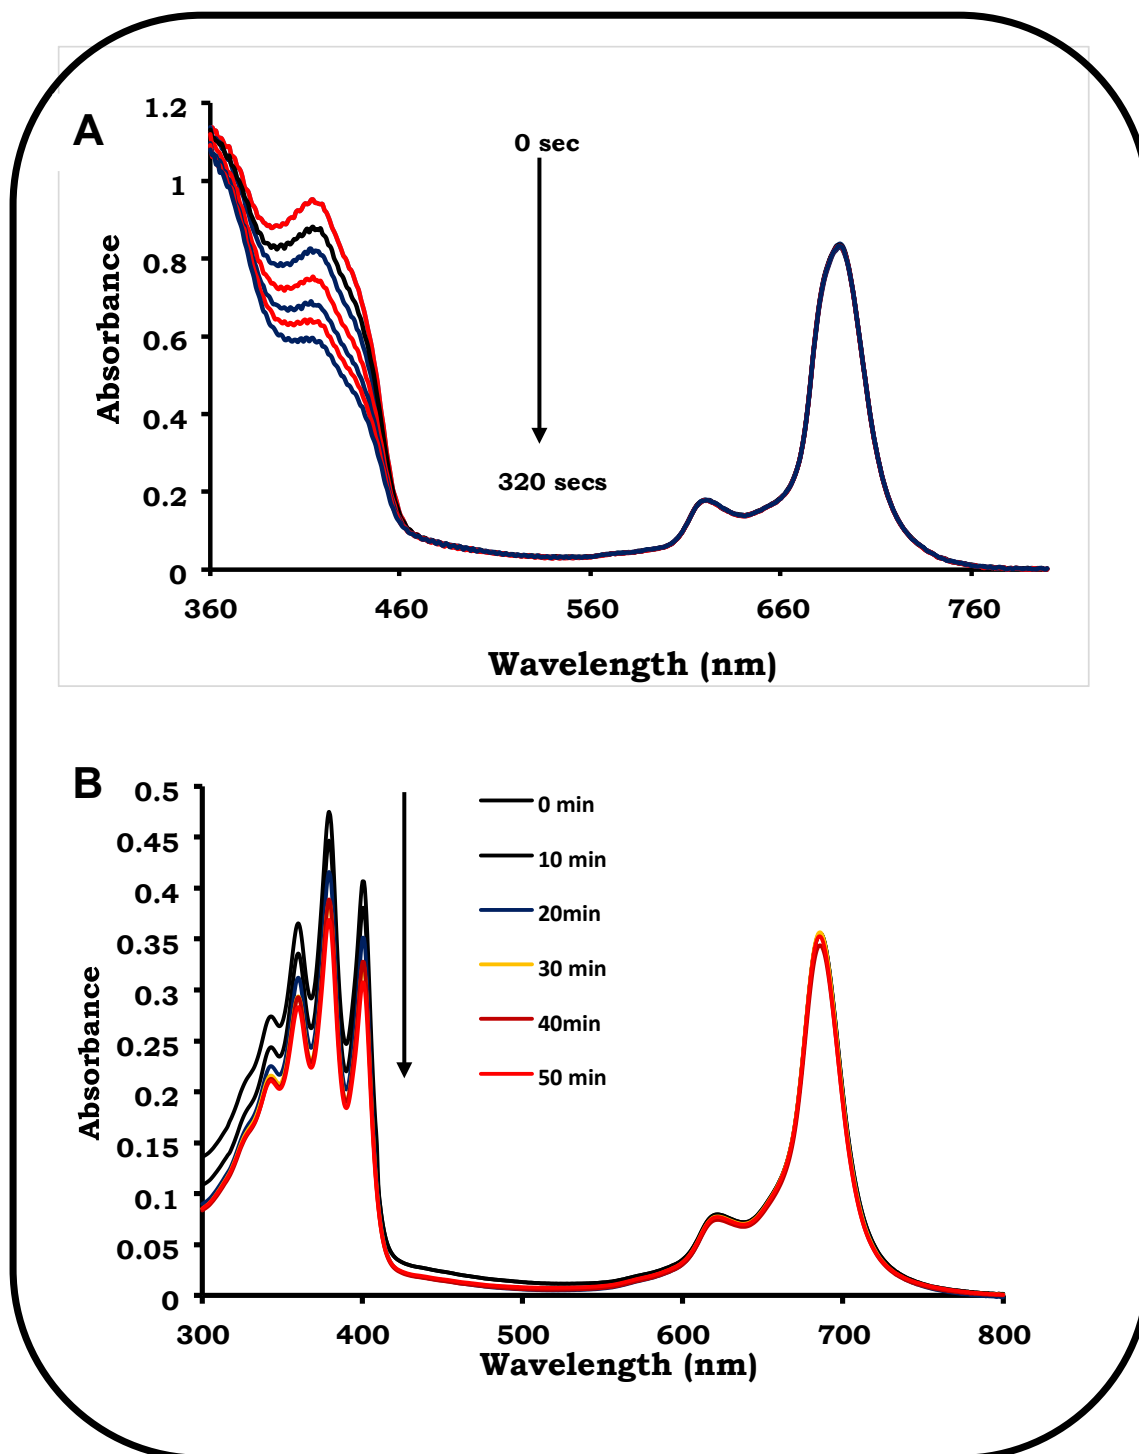 A
1.2
1
0.8
0.6
0.4
0.2
0
Absorbance
0 sec
320 secs
360 460 560 660 760
Wavelength (nm)
B
0.5
0.45
0.4
0.35
0.3
0.25
0.2
0.15
0.1
0.05
0
Absorbance
0 min
10 min
20min
30 min
40min
50 min
300 400 500 600 700 800
Wavelength (nm)